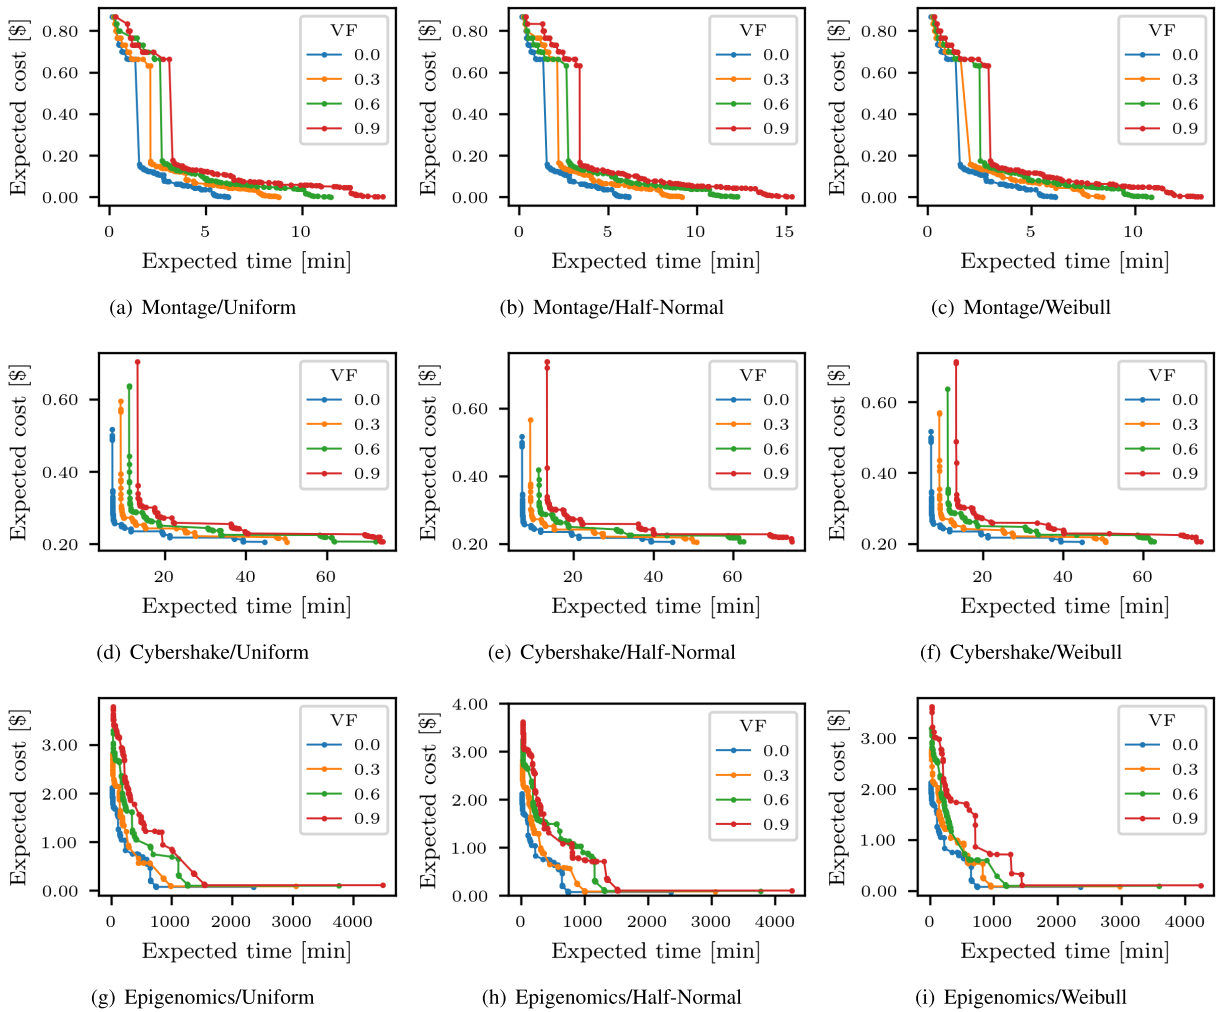 Expected cost [$]
0.80
0.60
0.40
0.20
0.00
VF
0.0
0.3
0.6
0.9
0
5
10
Expected time [min]
(a) Montage/Uniform
Expected cost [$]
0.80
0.60
0.40
0.20
0.00
VF
0.0
0.3
0.6
0.9
0
5
10
15
Expected time [min]
(b) Montage/Half-Normal
Expected cost [$]
0.80
0.60
0.40
0.20
0.00
VF
0.0
0.3
0.6
0.9
0
5
10
Expected time [min]
(c) Montage/Weibull
Expected cost [$]
0.60
0.40
0.20
VF
0.0
0.3
0.6
0.9
20
40
60
Expected time [min]
(d) Cybershake/Uniform
Expected cost [$]
0.60
0.40
0.20
VF
0.0
0.3
0.6
0.9
20
40
60
Expected time [min]
(e) Cybershake/Half-Normal
Expected cost [$]
0.60
0.40
0.20
VF
0.0
0.3
0.6
0.9
20
40
60
Expected time [min]
(f) Cybershake/Weibull
Expected cost [$]
3.00
2.00
1.00
0.00
VF
0.0
0.3
0.6
0.9
0
1000
2000
3000
4000
Expected time [min]
(g) Epigenomics/Uniform
Expected cost [$]
4.00
3.00
2.00
1.00
0.00
VF
0.0
0.3
0.6
0.9
0
1000
2000
3000
4000
Expected time [min]
(h) Epigenomics/Half-Normal
Expected cost [$]
3.00
2.00
1.00
0.00
VF
0.0
0.3
0.6
0.9
0
1000
2000
3000
4000
Expected time [min]
(i) Epigenomics/Weibull